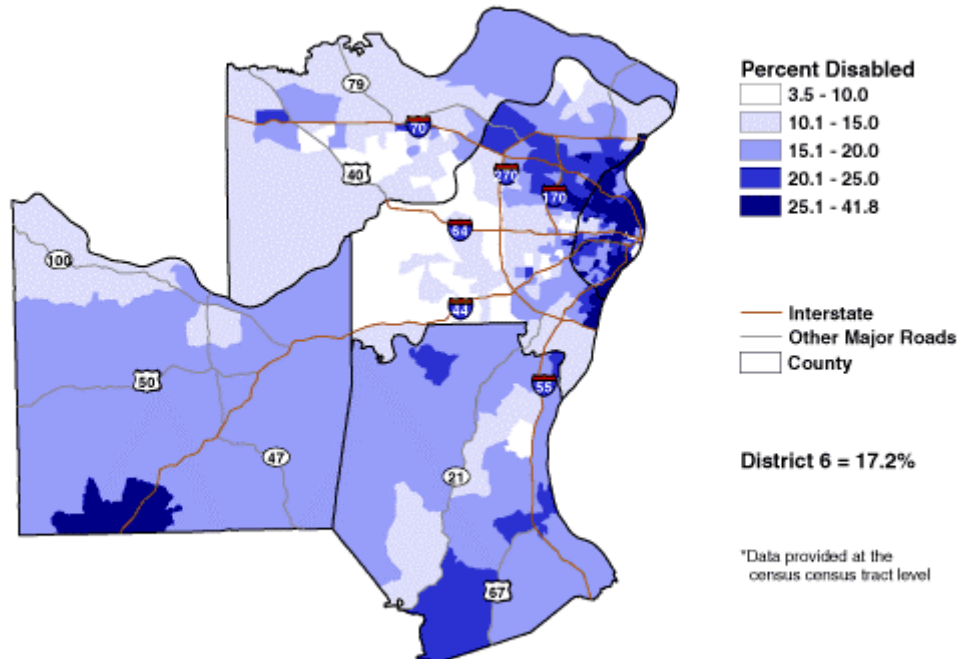 Percent Disabled
3.5 - 10.0
10.1 - 15.0
15.1 - 20.0
20.1 - 25.0
25.1 - 41.8
Interstate
Other Major Roads
County
District 6 = 17.2%
*Data provided at the
census census tract level
79
70
40
270
170
64
100
44
50
55
47
21
67